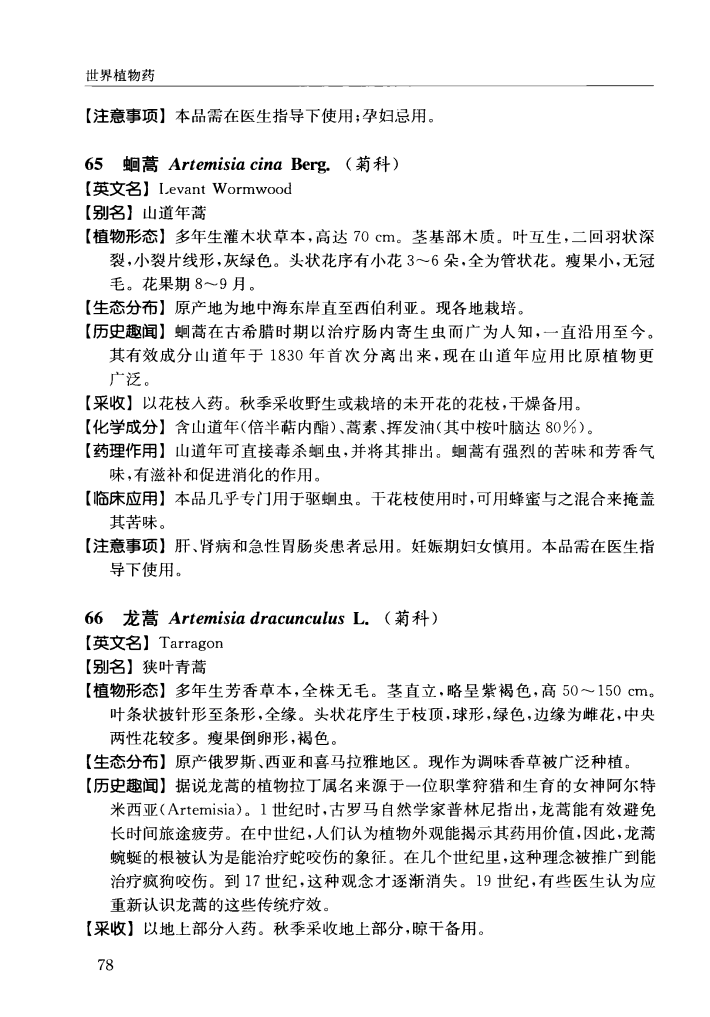 世界植物药
【注意事项】本品需在医生指导下使用;孕妇忌用。
65 蛔蒿 Artemisia cina Berg. (菊科)
【英文名】Levant Wormwood
【别名】山道年蒿
【植物形态】多年生灌木状草本,高达 70 cm。茎基部木质。叶互生,二回羽状深
裂,小裂片线形,灰绿色。头状花序有小花 3～6 朵,全为管状花。瘦果小,无冠
毛。花果期 8～9 月。
【生态分布】原产地为地中海东岸直至西伯利亚。现各地栽培。
【历史趣闻】蛔蒿在古希腊时期以治疗肠内寄生虫而广为人知,一直沿用至今。
其有效成分山道年于 1830 年首次分离出来,现在山道年应用比原植物更
广泛。
【采收】以花枝入药。秋季采收野生或栽培的未开花的花枝,干燥备用。
【化学成分】含山道年(倍半萜内酯)、蒿素、挥发油(其中桉叶脑达 80%)。
【药理作用】山道年可直接毒杀蛔虫,并将其排出。蛔蒿有强烈的苦味和芳香气
味,有滋补和促进消化的作用。
【临床应用】本品几乎专门用于驱蛔虫。干花枝使用时,可用蜂蜜与之混合来掩盖
其苦味。
【注意事项】肝、肾病和急性胃肠炎患者忌用。妊娠期妇女慎用。本品需在医生指
导下使用。
66 龙蒿 Artemisia dracunculus L. (菊科)
【英文名】Tarragon
【别名】狭叶青蒿
【植物形态】多年生芳香草本,全株无毛。茎直立,略呈紫褐色,高 50～150 cm。
叶条状披针形至条形,全缘。头状花序生于枝顶,球形,绿色,边缘为雌花,中央
两性花较多。瘦果倒卵形,褐色。
【生态分布】原产俄罗斯、西亚和喜马拉雅地区。现作为调味香草被广泛种植。
【历史趣闻】据说龙蒿的植物拉丁属名来源于一位职掌狩猎和生育的女神阿尔特
米西亚(Artemisia)。1 世纪时,古罗马自然学家普林尼指出,龙蒿能有效避免
长时间旅途疲劳。在中世纪,人们认为植物外观能揭示其药用价值,因此,龙蒿
蜿蜒的根被认为是能治疗蛇咬伤的象征。在几个世纪里,这种理念被推广到能
治疗疯狗咬伤。到 17 世纪,这种观念才逐渐消失。19 世纪,有些医生认为应
重新认识龙蒿的这些传统疗效。
【采收】以地上部分入药。秋季采收地上部分,晾干备用。
78